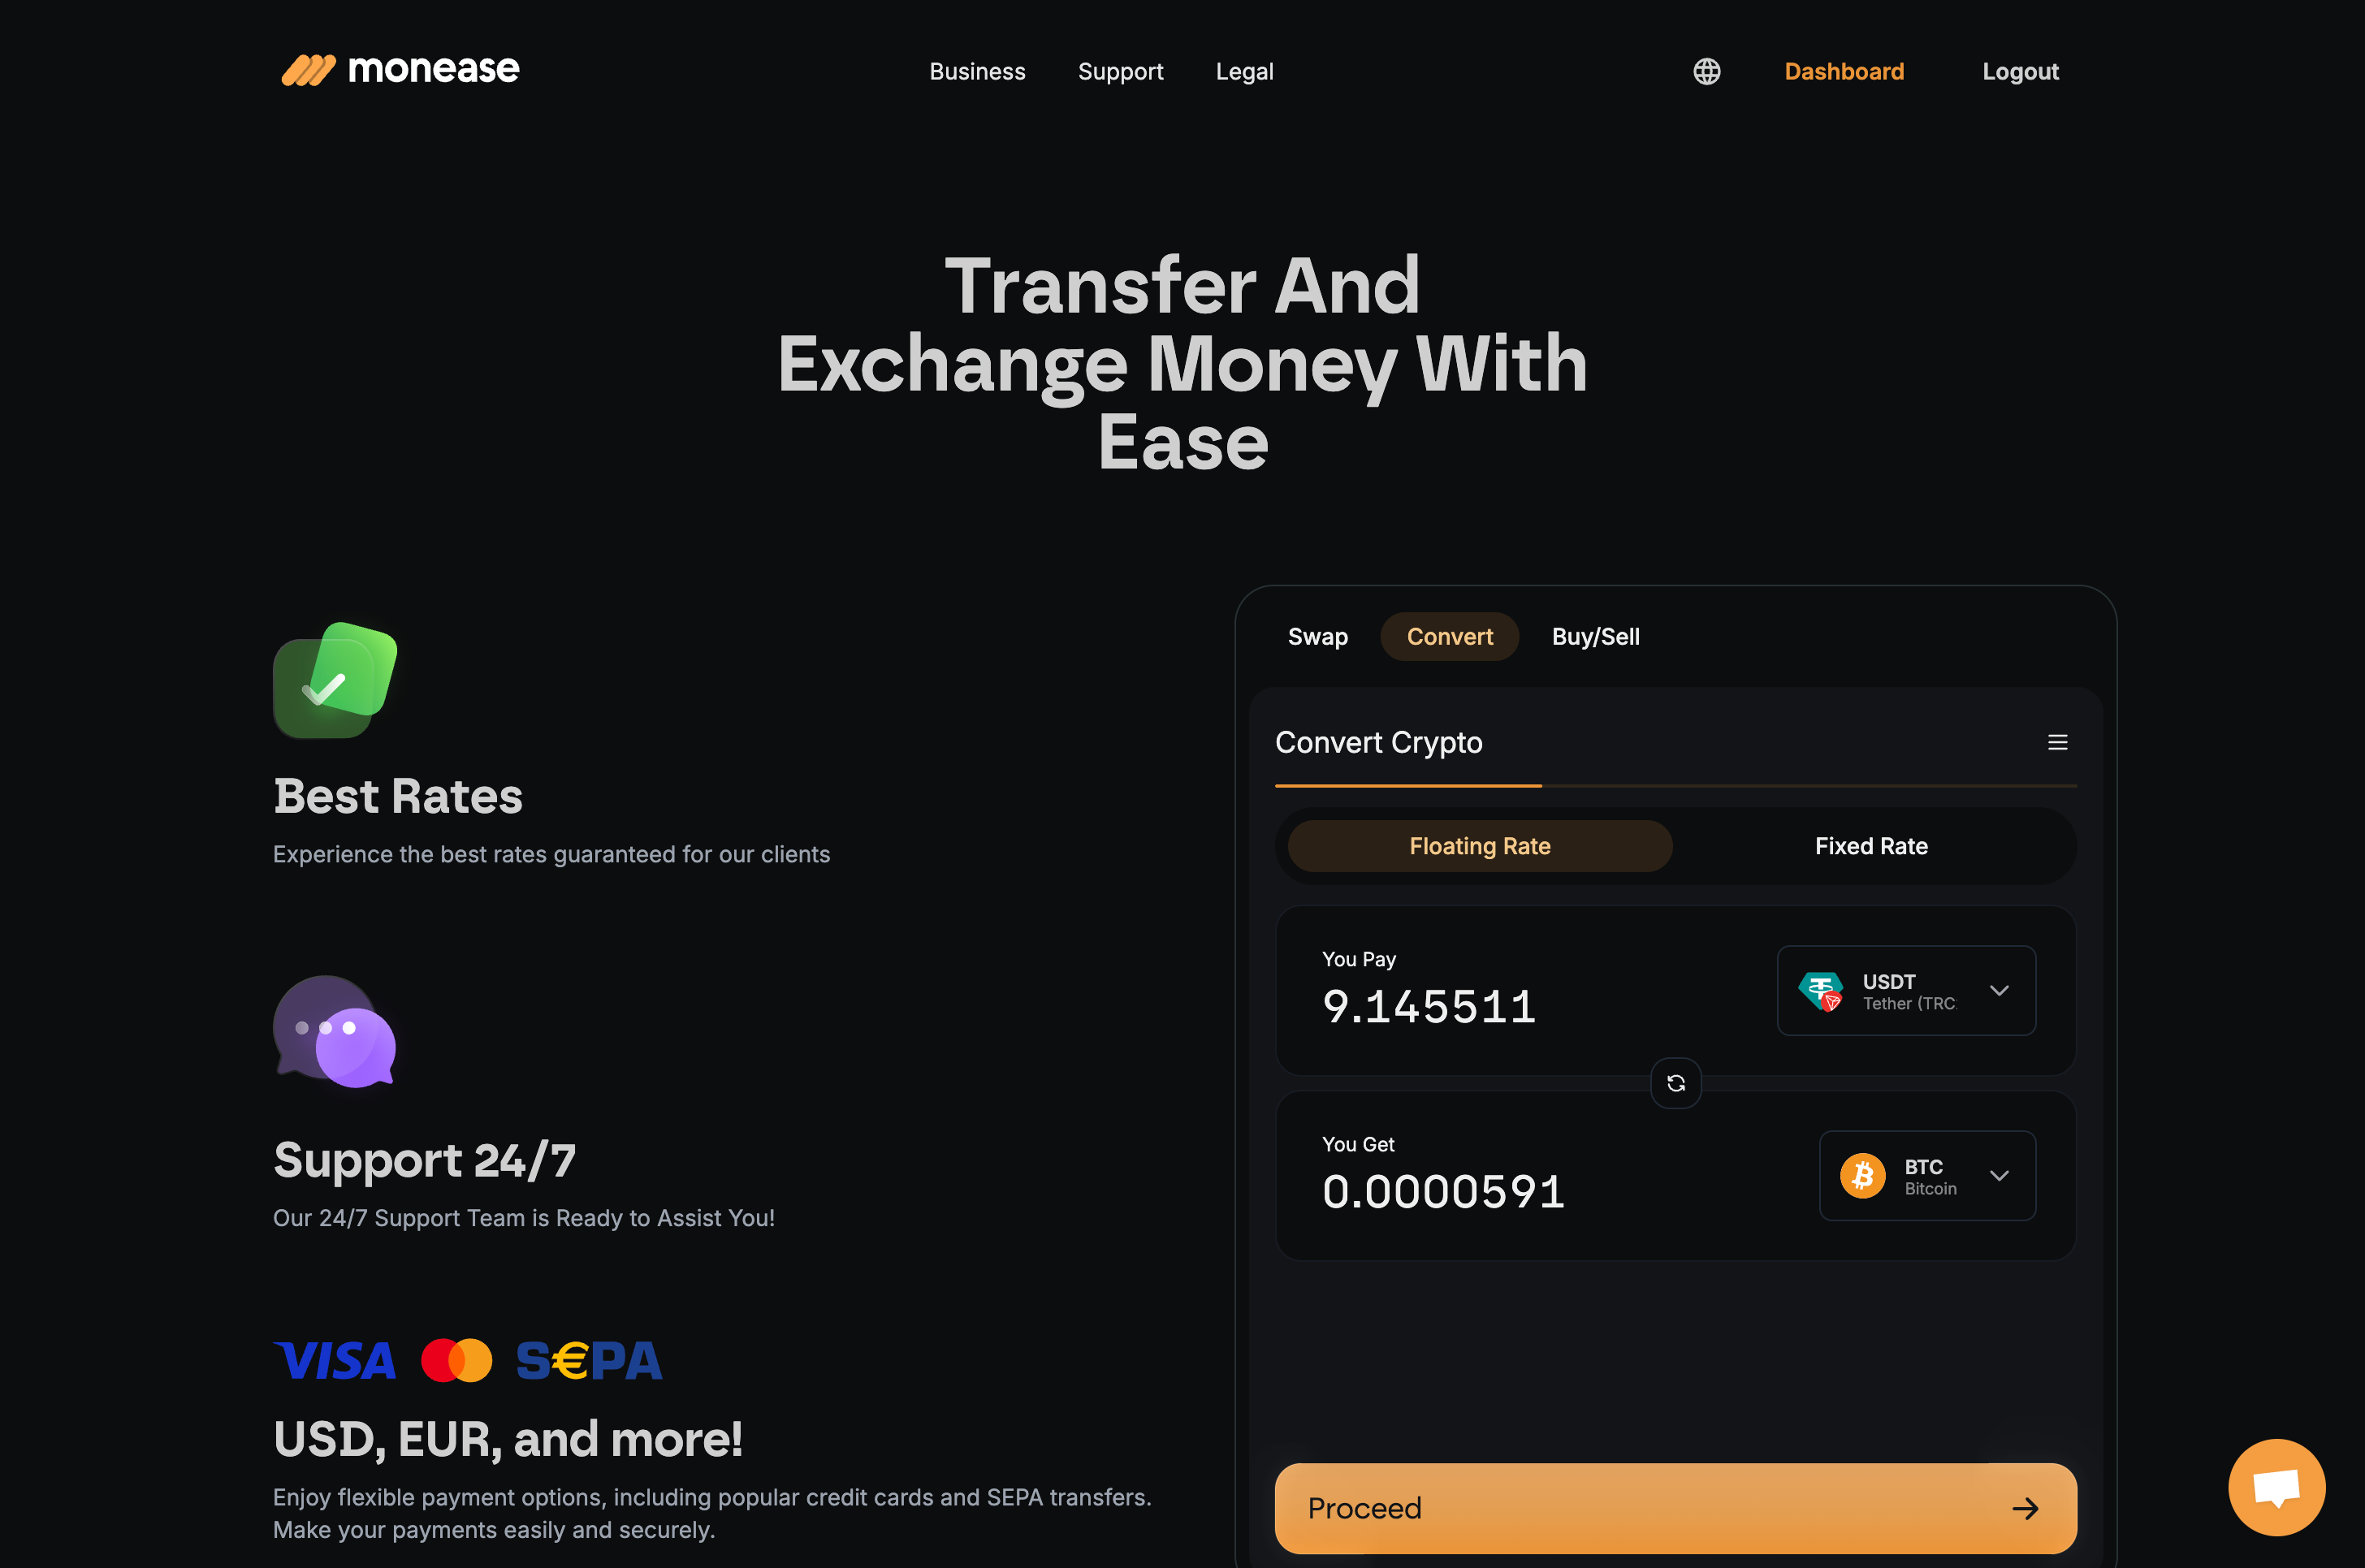 monease
Business Support Legal
Dashboard Logout
Transfer And
Exchange Money With
Ease
Best Rates
Experience the best rates guaranteed for our clients
Support 24/7
Our 24/7 Support Team is Ready to Assist You!
VISA S€PA
USD, EUR, and more!
Enjoy flexible payment options, including popular credit cards and SEPA transfers.
Make your payments easily and securely.
Swap Convert Buy/Sell
Convert Crypto
Floating Rate Fixed Rate
You Pay
9.145511
USDT
Tether (TRC
You Get
0.0000591
BTC
Bitcoin
Proceed